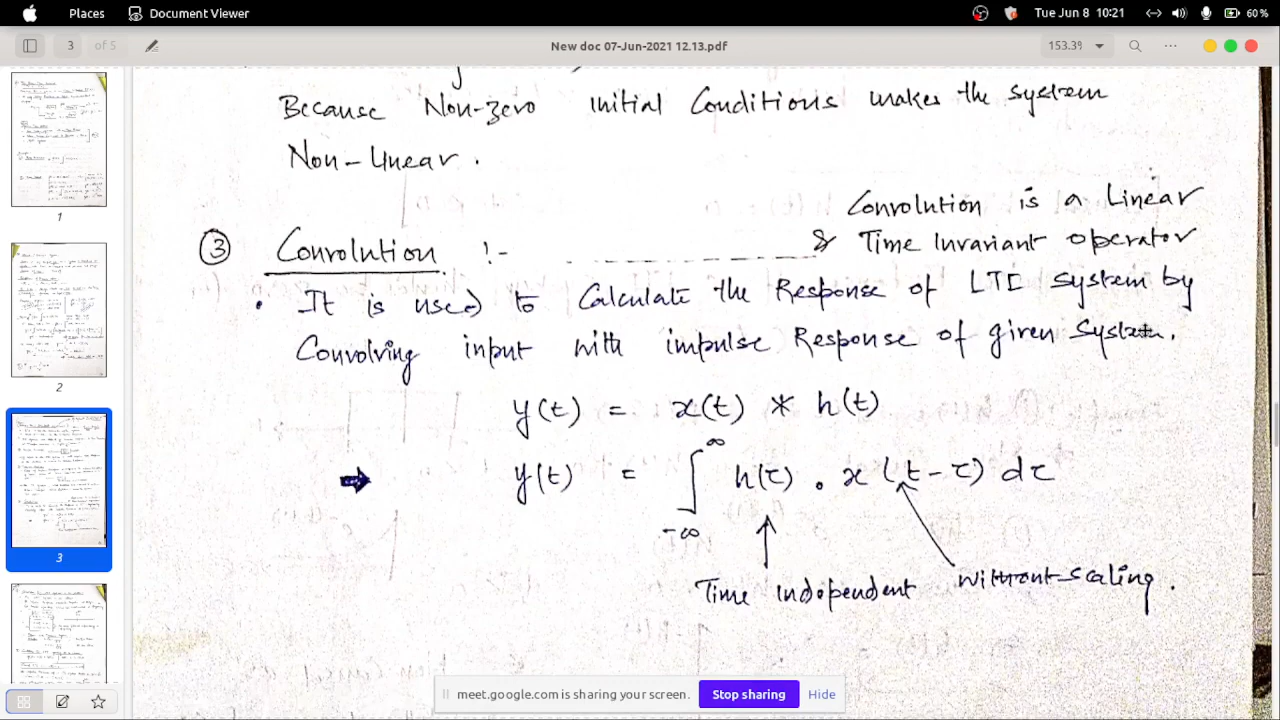 Places Document Viewer Tue Jun 8 10:21 60%
3 of 5 New doc 07-Jun-2021 12.13.pdf 153.3%
Because Non-zero initial Conditions makes the system
Non-Linear.
Convolution is a Linear
③ Convolution :- ------------ & Time Invariant operator
• It is used to Calculate the Response of LTI system by
Convolving input with impulse Response of given System.
y(t) = x(t) * h(t)
➡ y(t) = ∫_{-∞}^{∞} h(τ) . x(t-τ) dτ
Time independent without scaling.
1
2
3
meet.google.com is sharing your screen. Stop sharing Hide